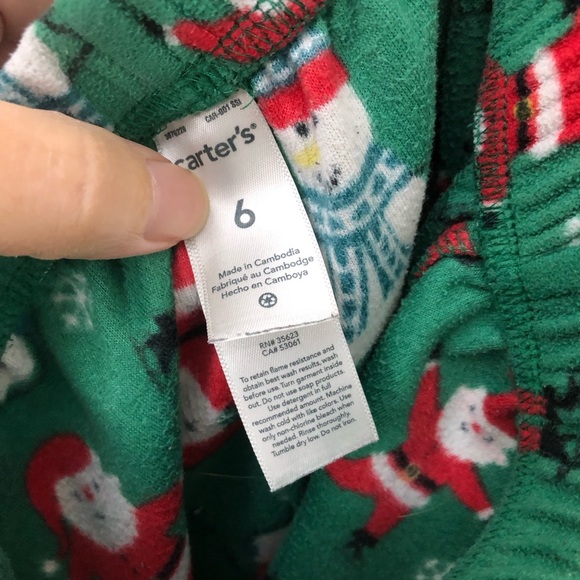 CAR-001 SSI
carter's®
6
Made in Cambodia
Fabriqué au Cambodge
Hecho en Camboya
RN# 35623
CA# 53061
To retain flame resistance and
obtain best wash results, wash
before use. Turn garment inside
out. Do not use soap products.
Use detergent in full
recommended amount. Machine
wash cold with like colors. Use
only non-chlorine bleach when
needed. Rinse thoroughly.
Tumble dry low. Do not iron.